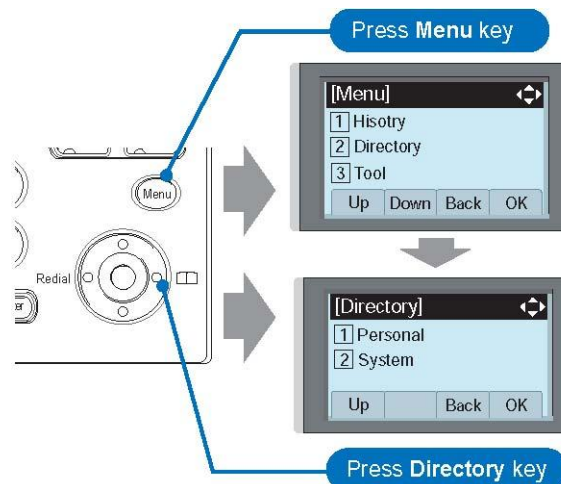 Press Menu key
[Menu]
1 Hisotry
2 Directory
3 Tool
Up Down Back OK
Menu
Redial
er
[Directory]
1 Personal
2 System
Up Back OK
Press Directory key